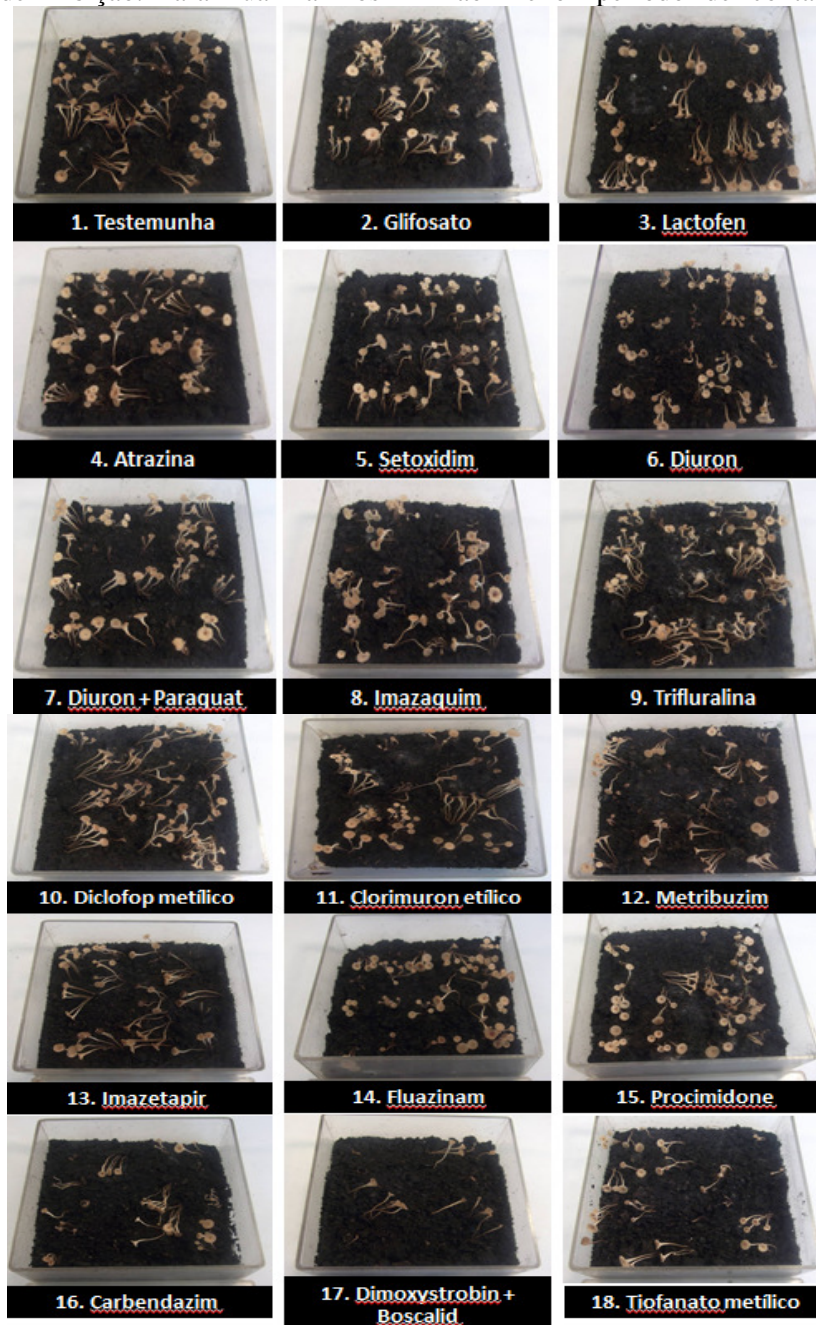 1. Testemunha
2. Glifosato
3. Lactofen
4. Atrazina
5. Setoxidim
6. Diuron
7. Diuron + Paraquat
8. Imazaquim
9. Trifluralina
10. Diclofop metílico
11. Clorimuron etílico
12. Metribuzim
13. Imazetapir
14. Fluazinam
15. Procimidone
16. Carbendazim
17. Dimoxystrobin +
Boscalid
18. Tiofanato metílico